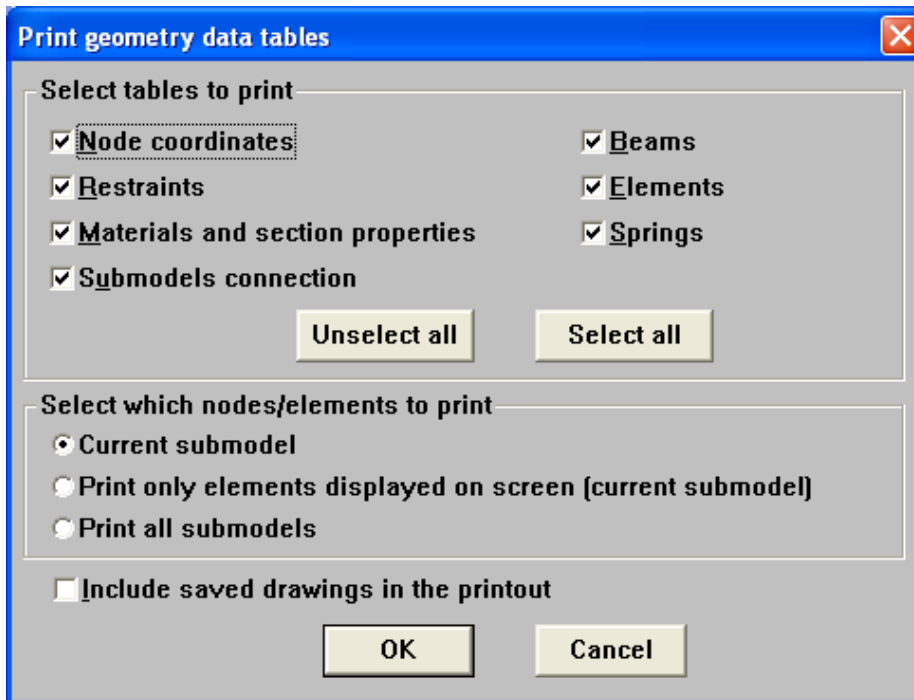 Print geometry data tables
Select tables to print
Node coordinates
Beams
Restraints
Elements
Materials and section properties
Springs
Submodels connection
Unselect all
Select all
Select which nodes/elements to print
Current submodel
Print only elements displayed on screen (current submodel)
Print all submodels
Include saved drawings in the printout
OK
Cancel